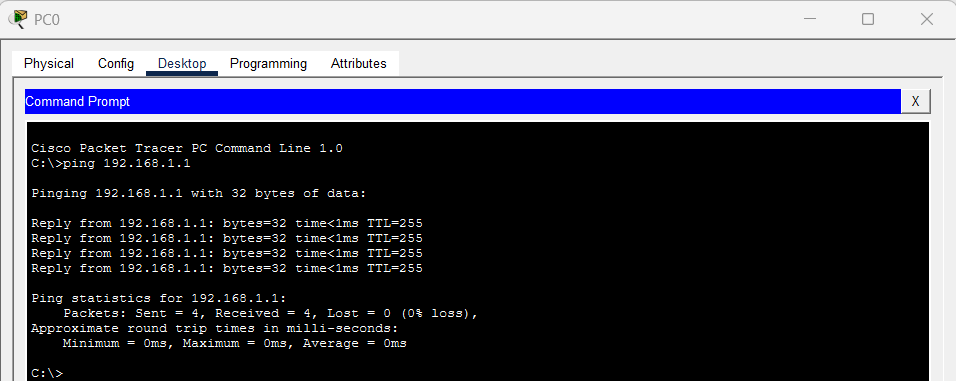 PC0
Physical Config Desktop Programming Attributes
Command Prompt X
Cisco Packet Tracer PC Command Line 1.0
C:\>ping 192.168.1.1
Pinging 192.168.1.1 with 32 bytes of data:
Reply from 192.168.1.1: bytes=32 time<1ms TTL=255
Reply from 192.168.1.1: bytes=32 time<1ms TTL=255
Reply from 192.168.1.1: bytes=32 time<1ms TTL=255
Reply from 192.168.1.1: bytes=32 time<1ms TTL=255
Ping statistics for 192.168.1.1:
Packets: Sent = 4, Received = 4, Lost = 0 (0% loss),
Approximate round trip times in milli-seconds:
Minimum = 0ms, Maximum = 0ms, Average = 0ms
C:\>